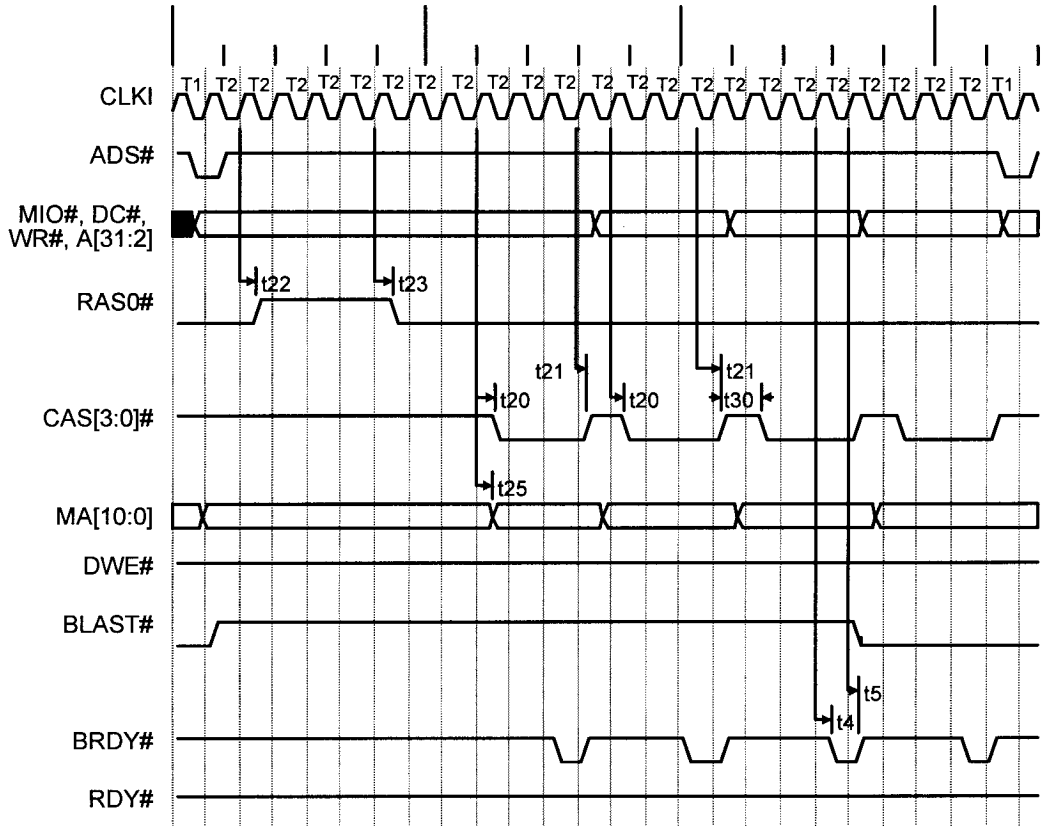 T1 T2 T2 T2 T2 T2 T2 T2 T2 T2 T2 T2 T2 T2 T2 T2 T2 T2 T2 T2 T2 T2 T2 T2 T1
CLKI
ADS#
MIO#, DC#,
WR#, A[31:2]
t22 t23
RAS0#
t21 t21
t20 t20 t30
CAS[3:0]#
t25
MA[10:0]
DWE#
BLAST#
t5
t4
BRDY#
RDY#